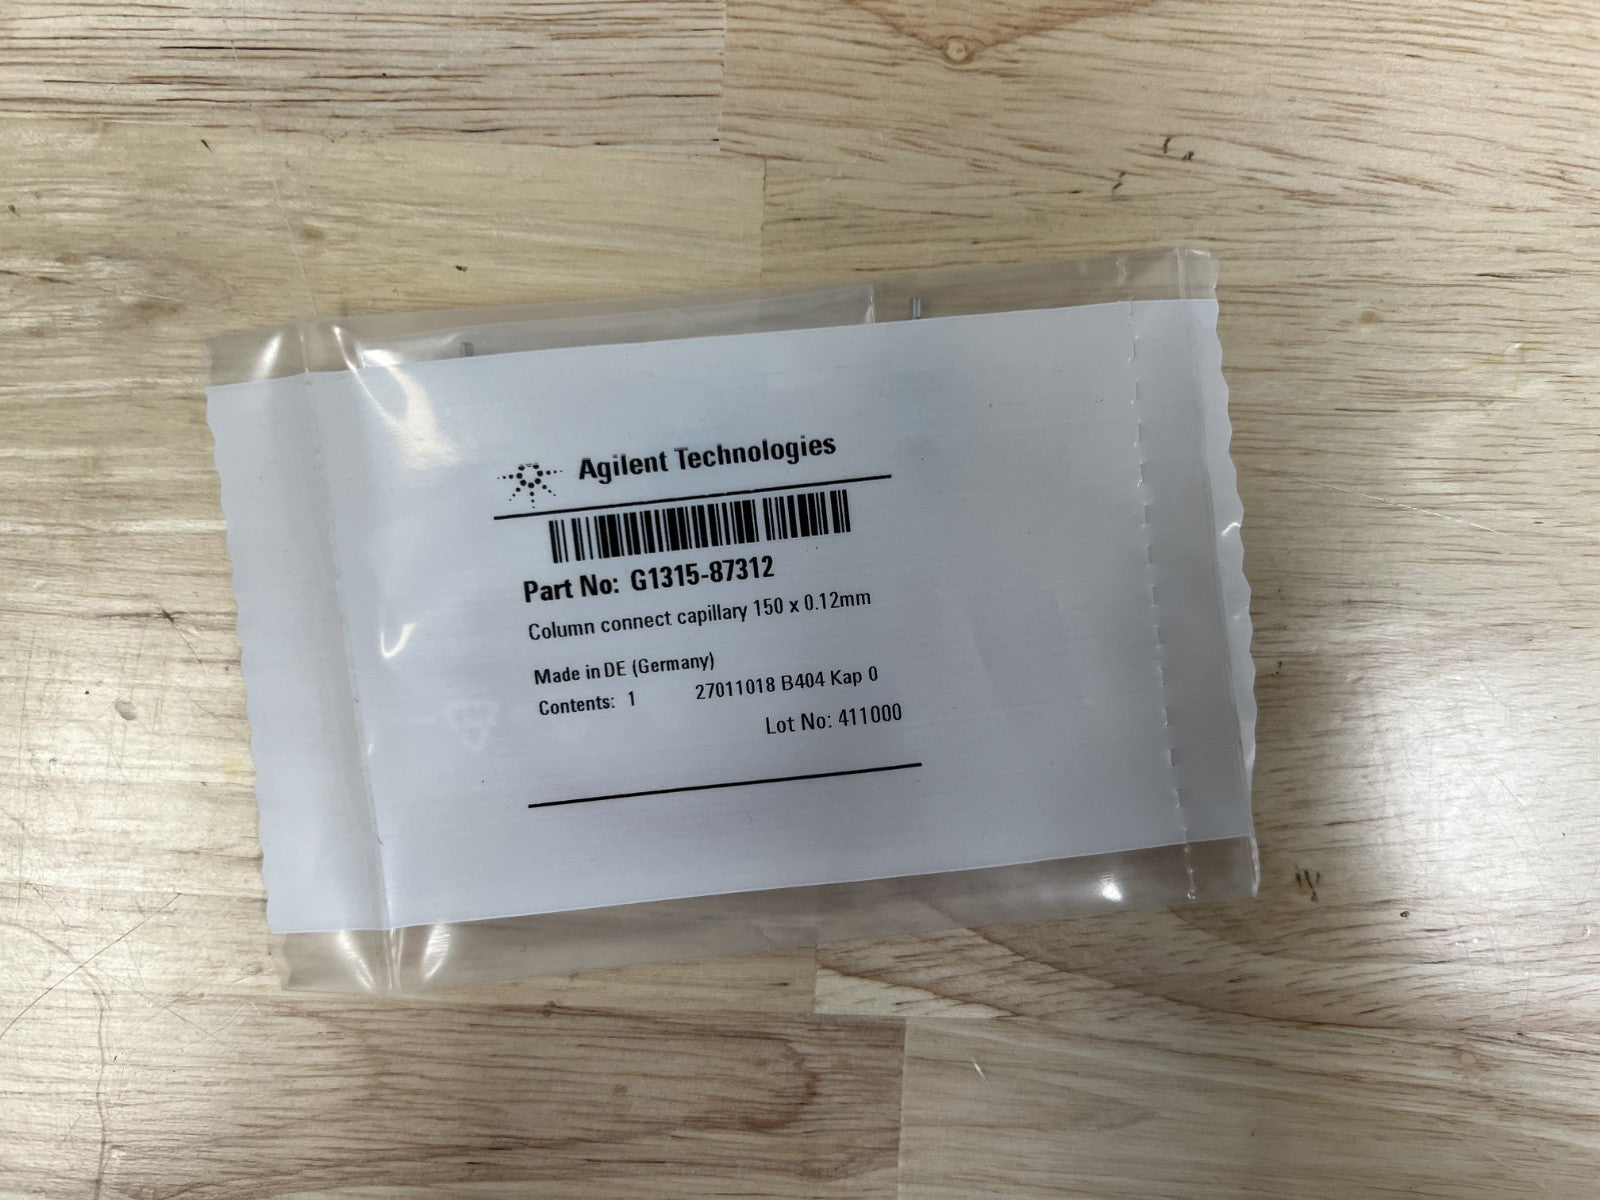 Agilent Technologies
Part No: G1315-87312
Column connect capillary 150 x 0.12mm
Made in DE (Germany)
Contents: 1 27011018 B404 Kap 0
Lot No: 411000